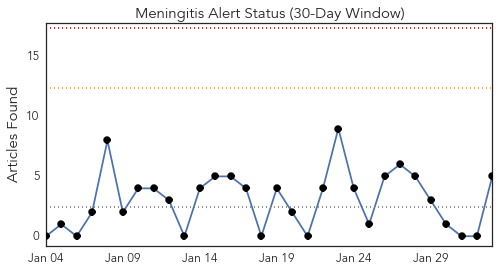 Meningitis Alert Status (30-Day Window)
Articles Found
15
10
5
0
Jan 04 Jan 09 Jan 14 Jan 19 Jan 24 Jan 29